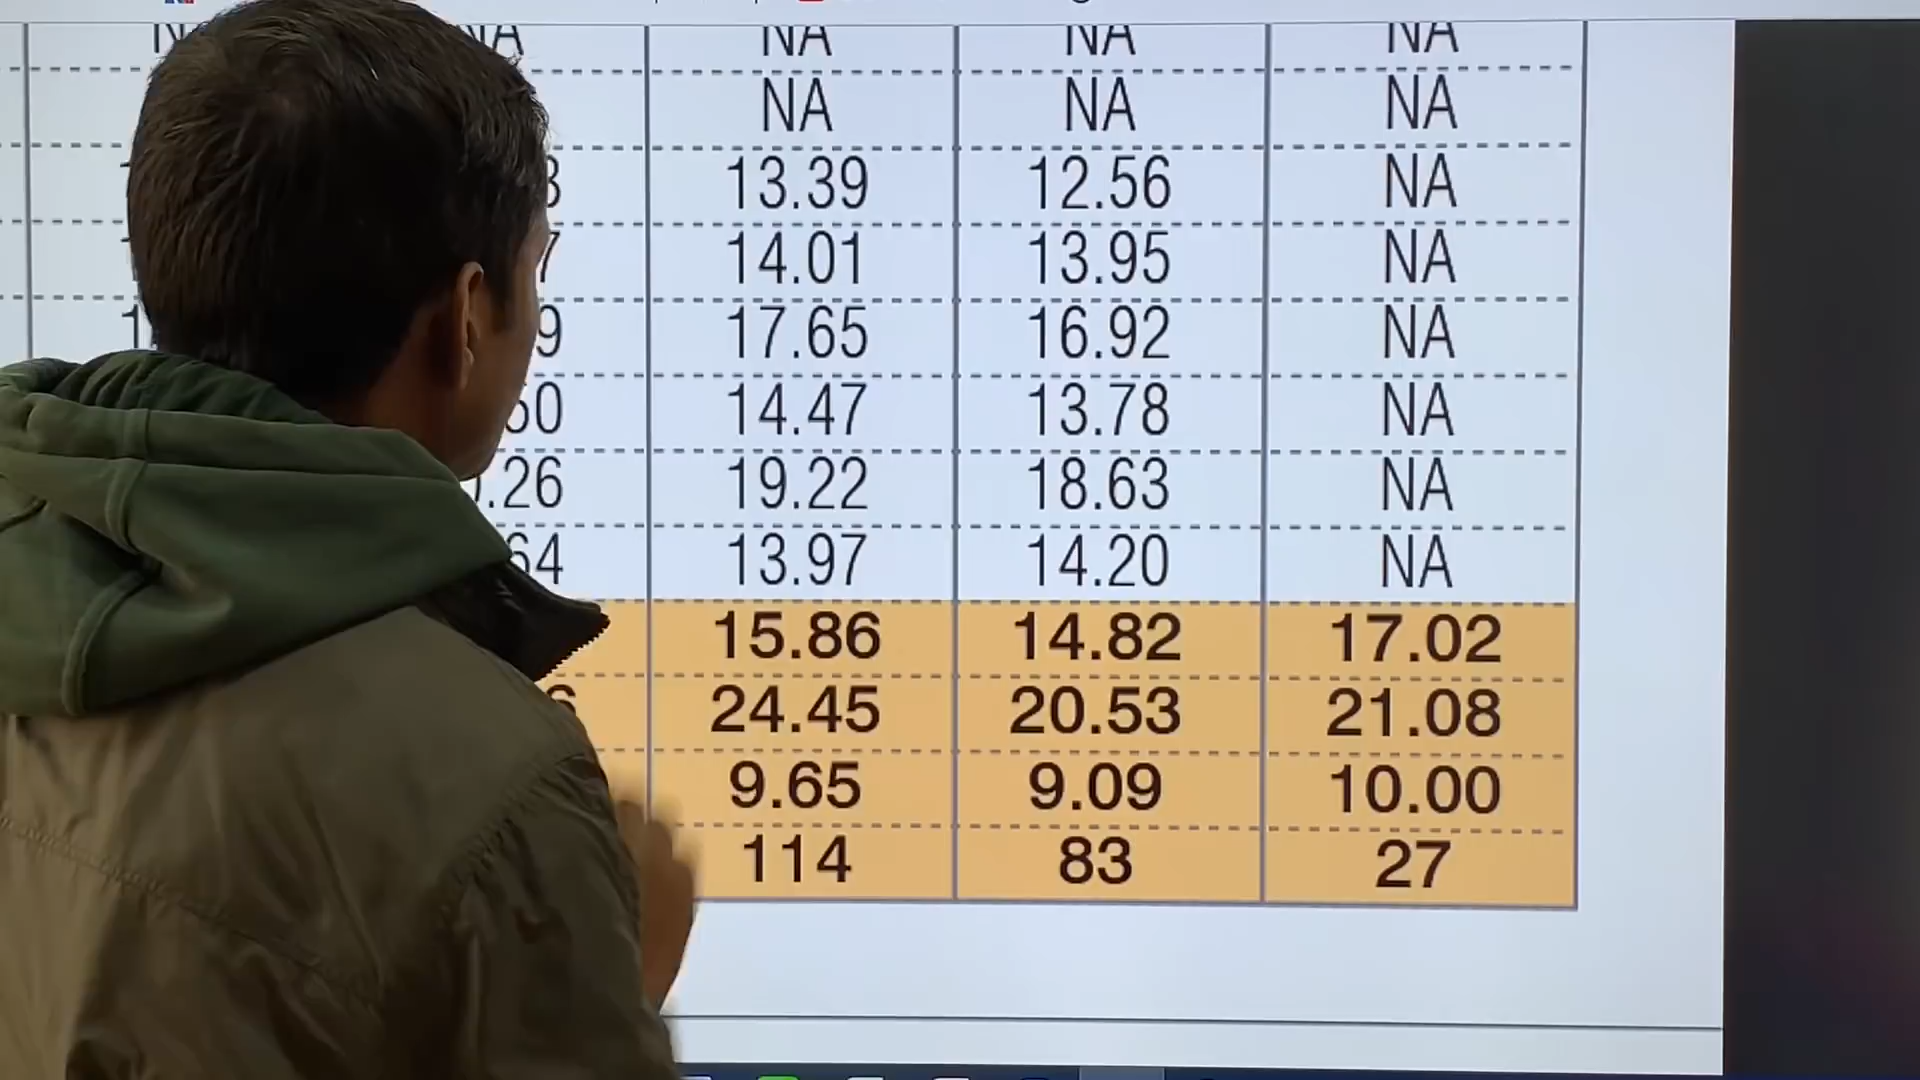 NA NA NA
NA NA NA
13.39 12.56 NA
14.01 13.95 NA
17.65 16.92 NA
14.47 13.78 NA
.26 19.22 18.63 NA
13.97 14.20 NA
15.86 14.82 17.02
24.45 20.53 21.08
9.65 9.09 10.00
114 83 27